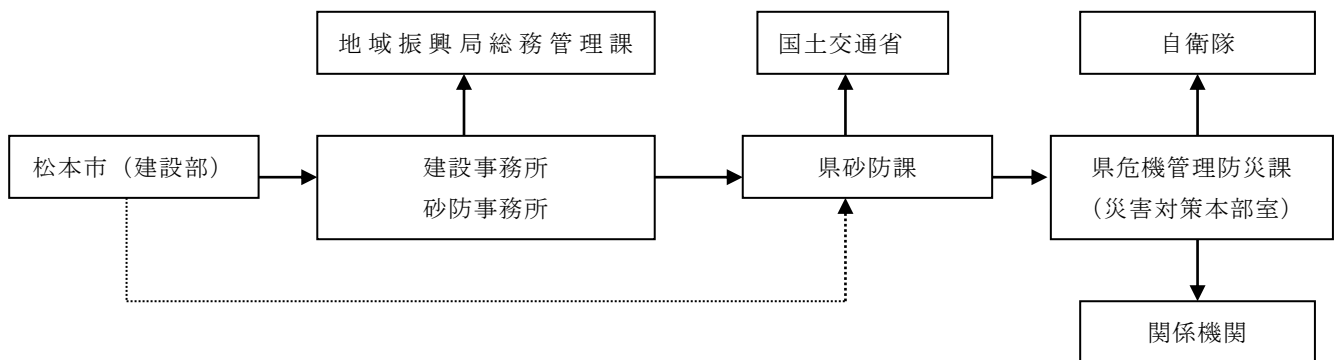 地域振興局総務管理課
国土交通省
自衛隊
松本市（建設部）
建設事務所
砂防事務所
県砂防課
県危機管理防災課
（災害対策本部室）
関係機関